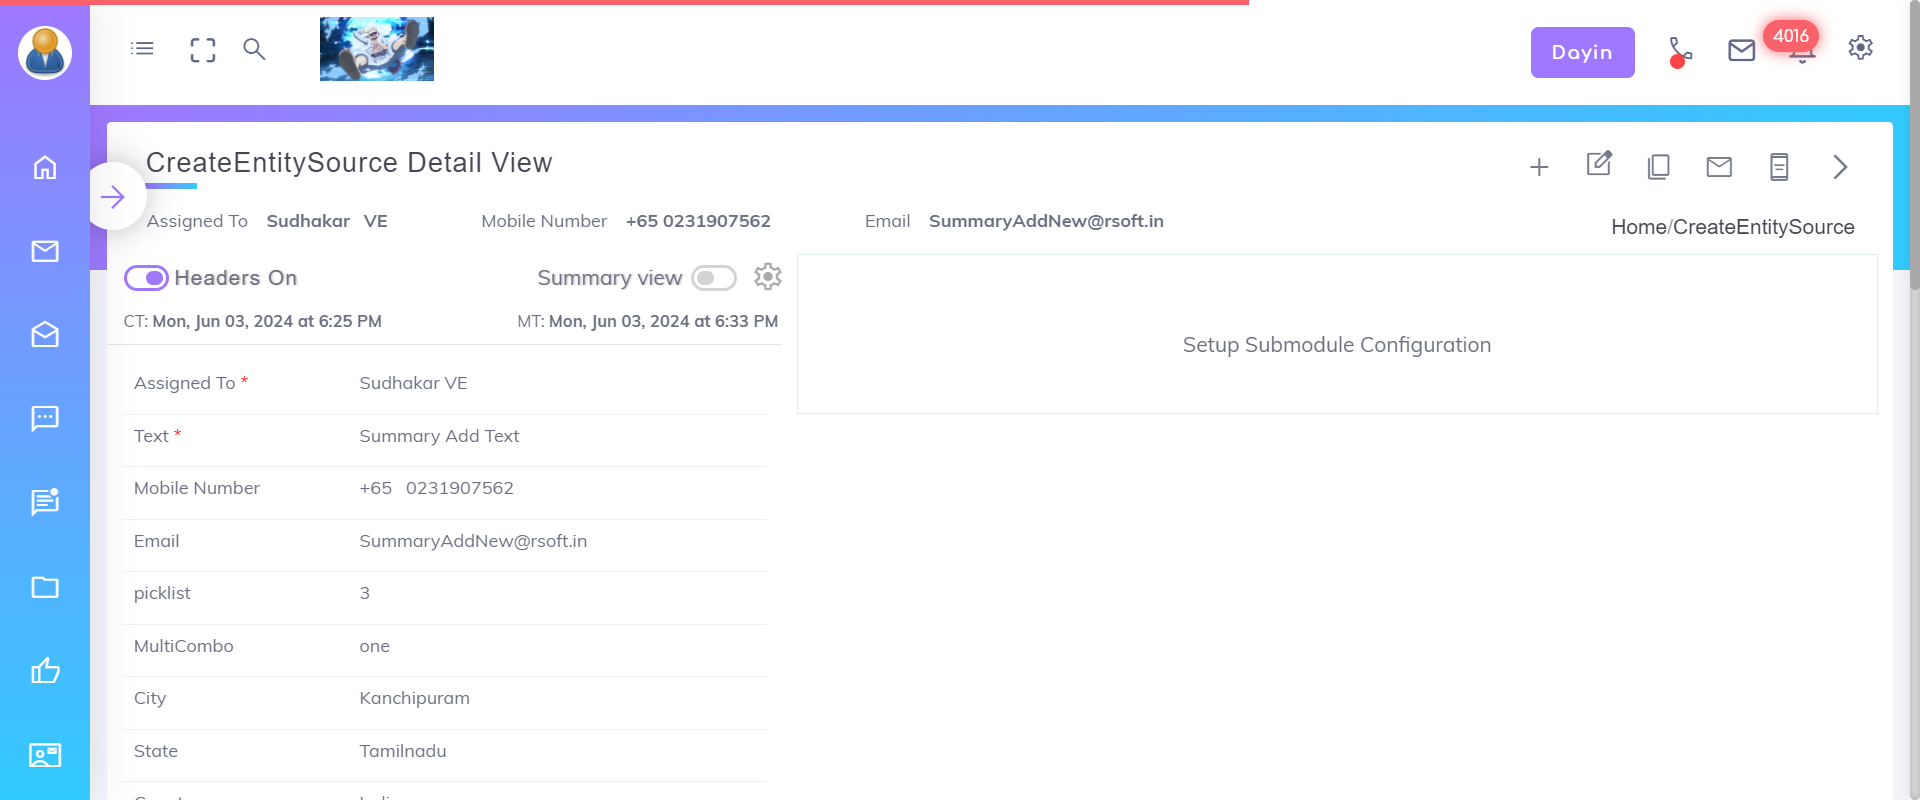 Dayin
4016
CreateEntitySource Detail View
Assigned To Sudhakar VE Mobile Number +65 0231907562 Email SummaryAddNew@rsoft.in
Home/CreateEntitySource
Headers On Summary view
CT: Mon, Jun 03, 2024 at 6:25 PM MT: Mon, Jun 03, 2024 at 6:33 PM
Setup Submodule Configuration
Assigned To * Sudhakar VE
Text * Summary Add Text
Mobile Number +65 0231907562
Email SummaryAddNew@rsoft.in
picklist 3
MultiCombo one
City Kanchipuram
State Tamilnadu